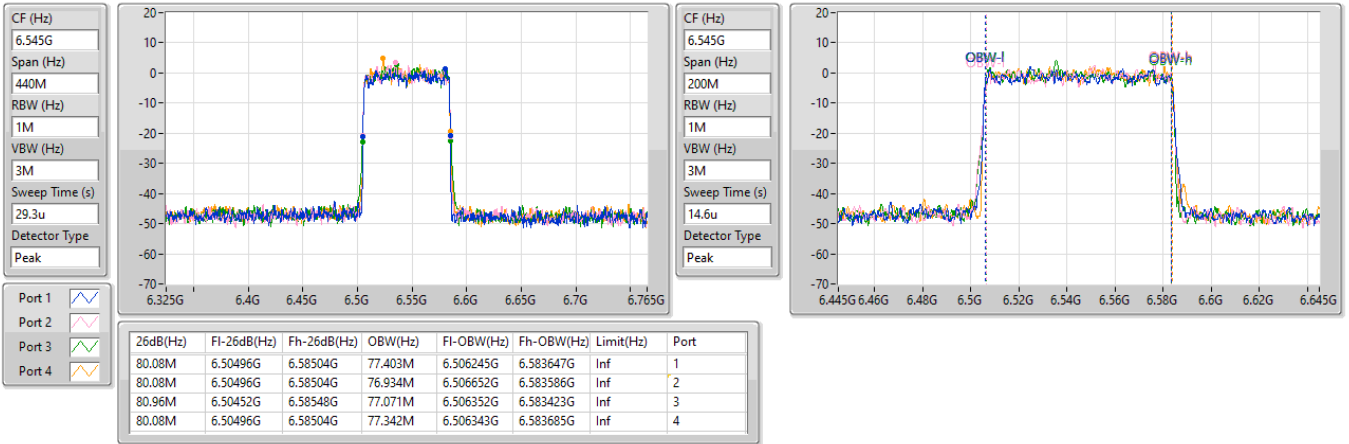 CF (Hz)
6.545G
Span (Hz)
440M
RBW (Hz)
1M
VBW (Hz)
3M
Sweep Time (s)
29.3u
Detector Type
Peak
20
10
0
-10
-20
-30
-40
-50
-60
-70
6.325G 6.4G 6.45G 6.5G 6.55G 6.6G 6.65G 6.7G 6.765G
CF (Hz)
6.545G
Span (Hz)
200M
RBW (Hz)
1M
VBW (Hz)
3M
Sweep Time (s)
14.6u
Detector Type
Peak
20
10
0
-10
-20
-30
-40
-50
-60
-70
OBW-l OBW-h
6.445G 6.46G 6.48G 6.5G 6.52G 6.54G 6.56G 6.58G 6.6G 6.62G 6.645G
Port 1
Port 2
Port 3
Port 4
26dB(Hz) Fl-26dB(Hz) Fh-26dB(Hz) OBW(Hz) Fl-OBW(Hz) Fh-OBW(Hz) Limit(Hz) Port
80.08M 6.50496G 6.58504G 77.403M 6.506245G 6.583647G Inf 1
80.08M 6.50496G 6.58504G 76.934M 6.506652G 6.583586G Inf 2
80.96M 6.50452G 6.58548G 77.071M 6.506352G 6.583423G Inf 3
80.08M 6.50496G 6.58504G 77.342M 6.506343G 6.583685G Inf 4